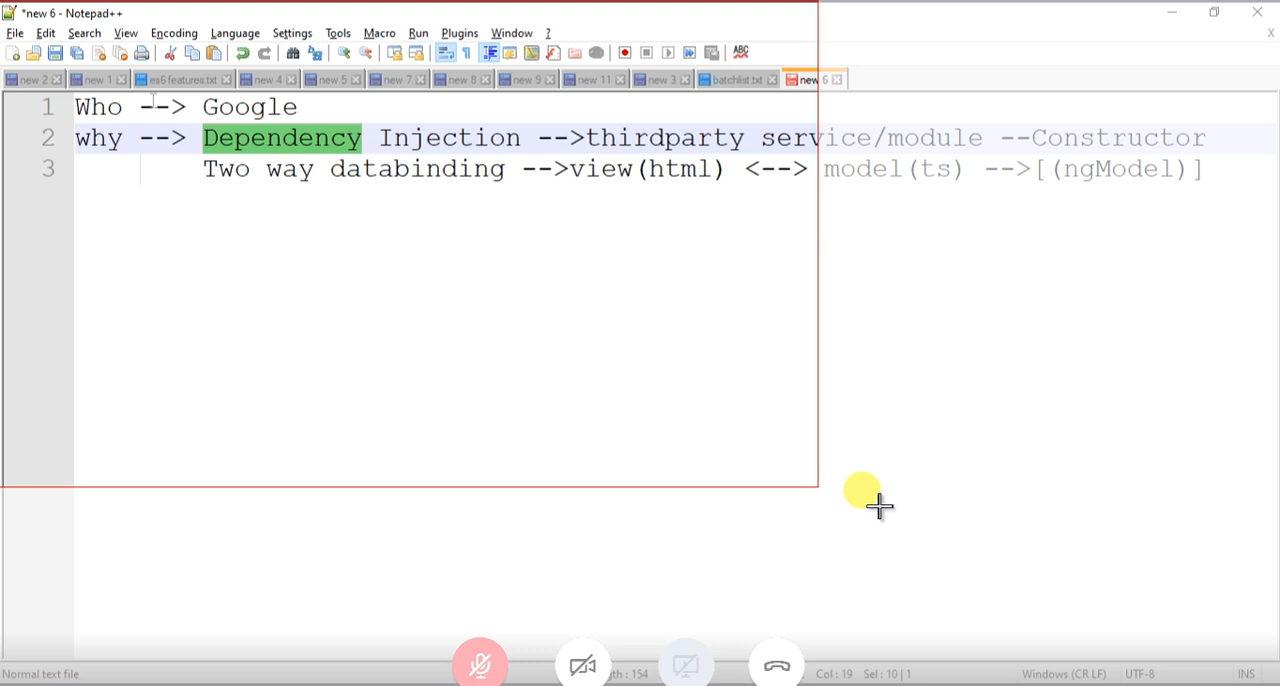 *new 6 - Notepad++
File Edit Search View Encoding Language Settings Tools Macro Run Plugins Window ? X
new 2 new 1 es6 features.txt new 4 new 5 new 7 new 8 new 9 new 11 new 3 batchlist.txt new 6
1 Who --> Google
2 why --> Dependency Injection -->thirdparty service/module --Constructor
3 Two way databinding -->view(html) <--> model(ts) -->[(ngModel)]
Normal text file th : 154 Col : 19 Sel : 10 | 1 Windows (CR LF) UTF-8 INS